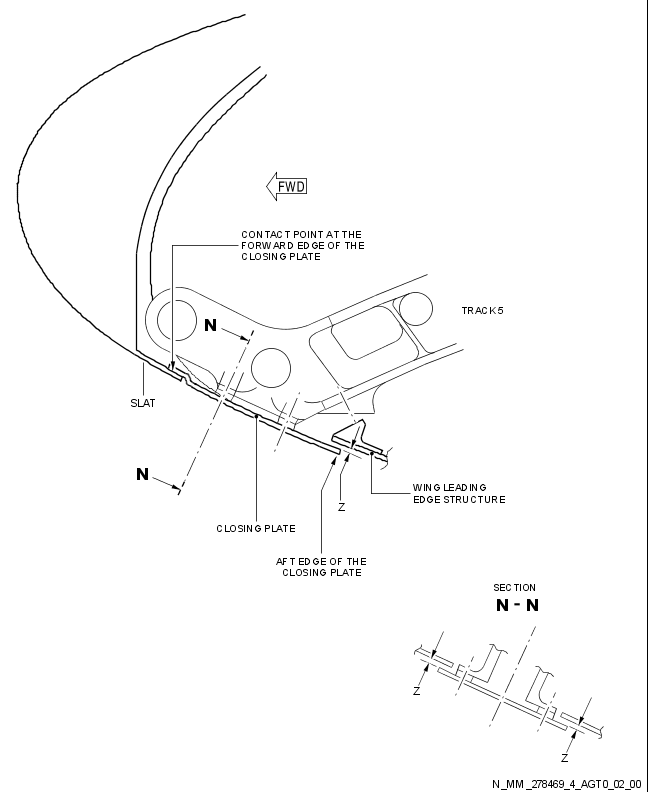 FWD
CONTACT POINT AT THE
FORWARD EDGE OF THE
CLOSING PLATE
TRACK 5
N
SLAT
N
WING LEADING
EDGE STRUCTURE
Z
CLOSING PLATE
AFT EDGE OF THE
CLOSING PLATE
SECTION
N - N
Z
Z
N_MM_278469_4_AGT0_02_00